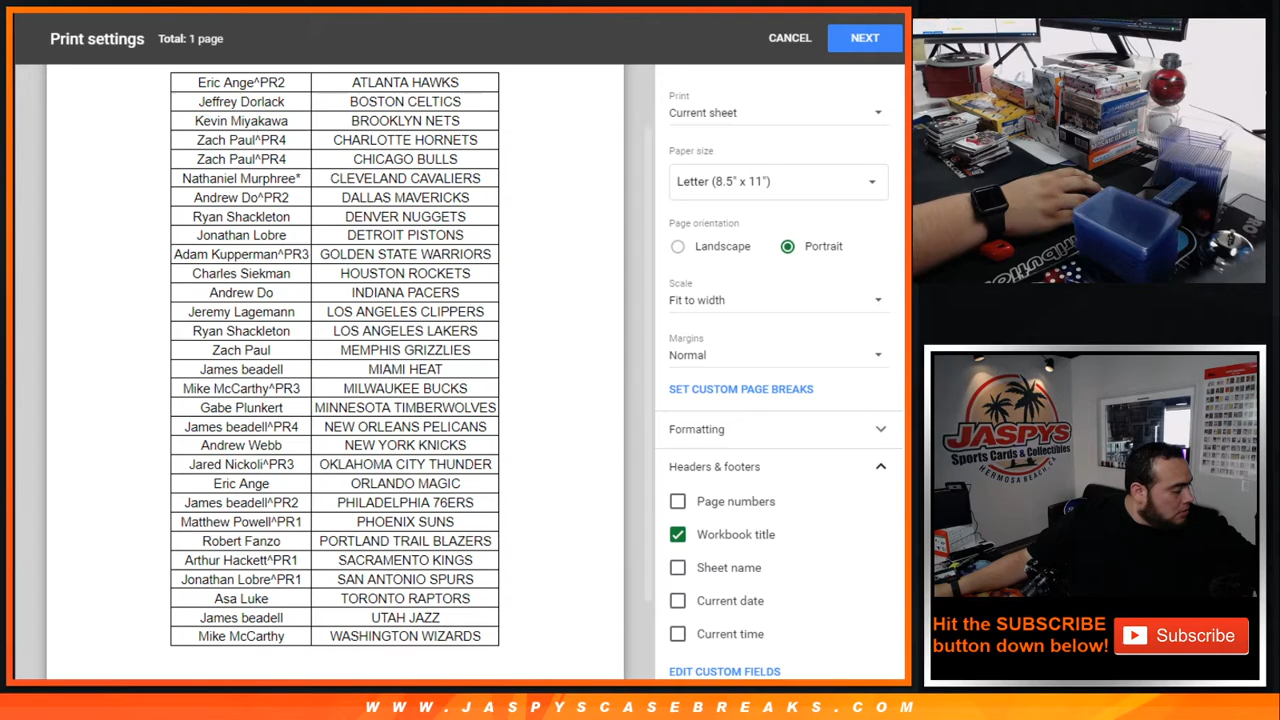 Print settings Total: 1 page CANCEL NEXT
Eric Ange^PR2 ATLANTA HAWKS
Jeffrey Dorlack BOSTON CELTICS
Kevin Miyakawa BROOKLYN NETS
Zach Paul^PR4 CHARLOTTE HORNETS
Zach Paul^PR4 CHICAGO BULLS
Nathaniel Murphree* CLEVELAND CAVALIERS
Andrew Do^PR2 DALLAS MAVERICKS
Ryan Shackleton DENVER NUGGETS
Jonathan Lobre DETROIT PISTONS
Adam Kupperman^PR3 GOLDEN STATE WARRIORS
Charles Siekman HOUSTON ROCKETS
Andrew Do INDIANA PACERS
Jeremy Lagemann LOS ANGELES CLIPPERS
Ryan Shackleton LOS ANGELES LAKERS
Zach Paul MEMPHIS GRIZZLIES
James beadell MIAMI HEAT
Mike McCarthy^PR3 MILWAUKEE BUCKS
Gabe Plunkert MINNESOTA TIMBERWOLVES
James beadell^PR4 NEW ORLEANS PELICANS
Andrew Webb NEW YORK KNICKS
Jared Nickoli^PR3 OKLAHOMA CITY THUNDER
Eric Ange ORLANDO MAGIC
James beadell^PR2 PHILADELPHIA 76ERS
Matthew Powell^PR1 PHOENIX SUNS
Robert Fanzo PORTLAND TRAIL BLAZERS
Arthur Hackett^PR1 SACRAMENTO KINGS
Jonathan Lobre^PR1 SAN ANTONIO SPURS
Asa Luke TORONTO RAPTORS
James beadell UTAH JAZZ
Mike McCarthy WASHINGTON WIZARDS
Print
Current sheet
Paper size
Letter (8.5" x 11")
Page orientation
Landscape Portrait
Scale
Fit to width
Margins
Normal
SET CUSTOM PAGE BREAKS
Formatting
Headers & footers
Page numbers
Workbook title
Sheet name
Current date
Current time
EDIT CUSTOM FIELDS
JASPYS
Sports Cards & Collectibles
HERMOSA BEACH, CA
Hit the SUBSCRIBE
button down below!
Subscribe
WWW.JASPYSCASEBREAKS.COM